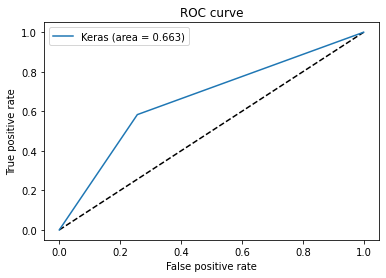 ROC curve
Keras (area = 0.663)
True positive rate
1.0
0.8
0.6
0.4
0.2
0.0
0.0 0.2 0.4 0.6 0.8 1.0
False positive rate